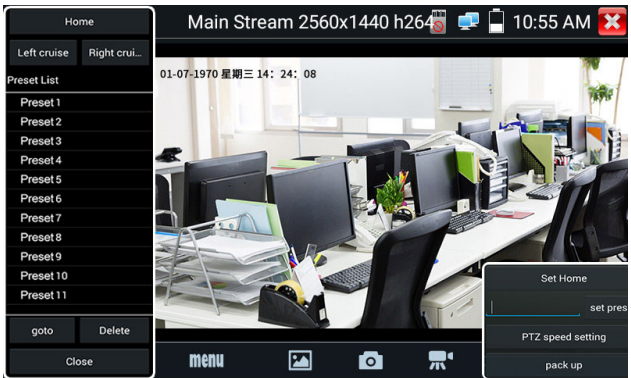 Home
Main Stream 2560x1440 h264
10:55 AM
Left cruise
Right crui...
Preset List
01-07-1970 星期三 14: 24: 08
Preset 1
Preset 2
Preset 3
Preset 4
Preset 5
Preset 6
Preset 7
Preset 8
Preset 9
Preset 10
Preset 11
goto
Delete
Close
menu
Set Home
set pres
PTZ speed setting
pack up